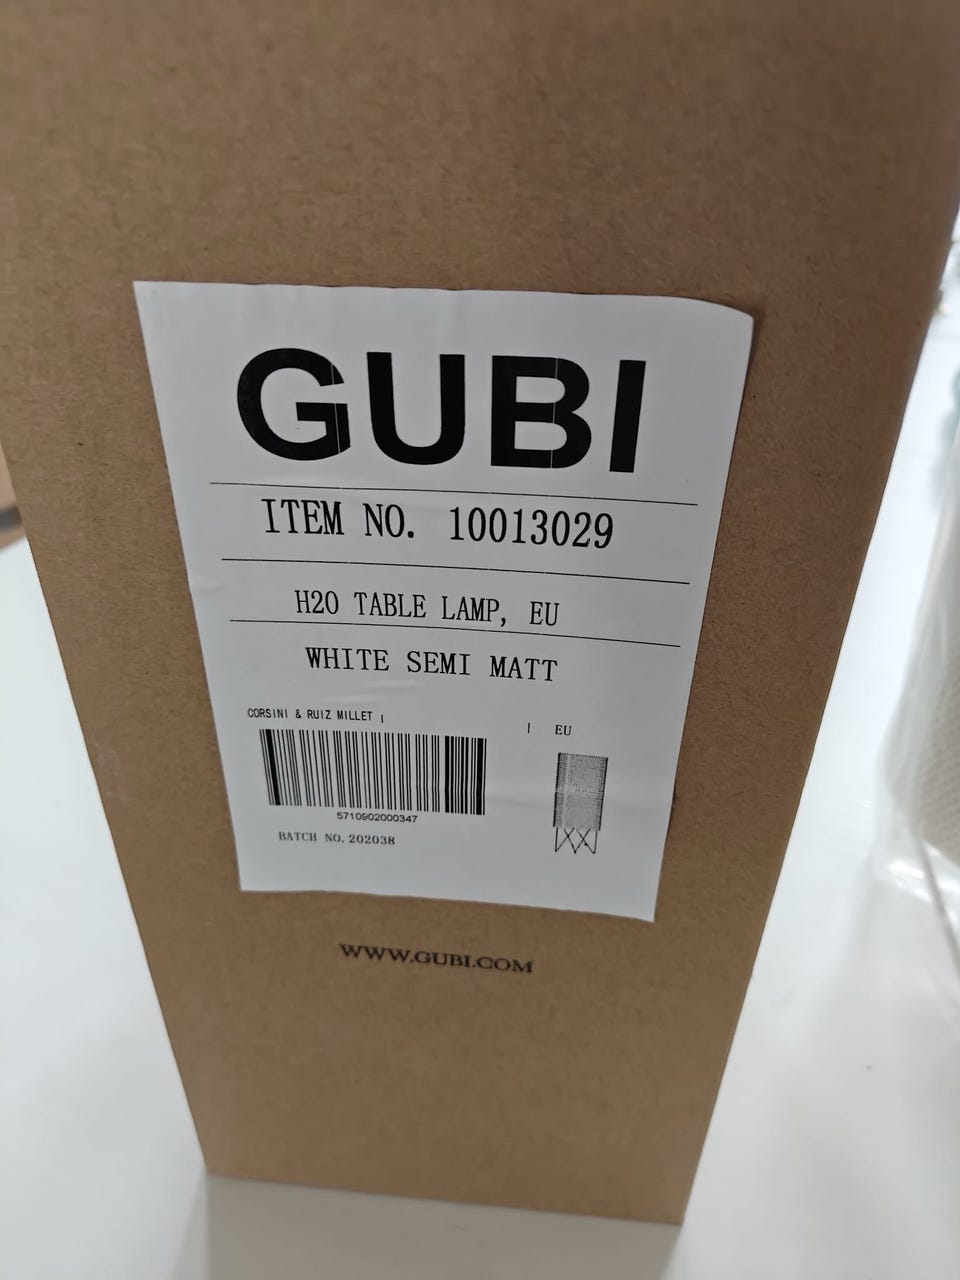 GUBI
ITEM NO. 10013029
H20 TABLE LAMP, EU
WHITE SEMI MATT
CORSINI & RUIZ MILLET | | EU
5710902000347
BATCH NO. 202038
WWW.GUBI.COM